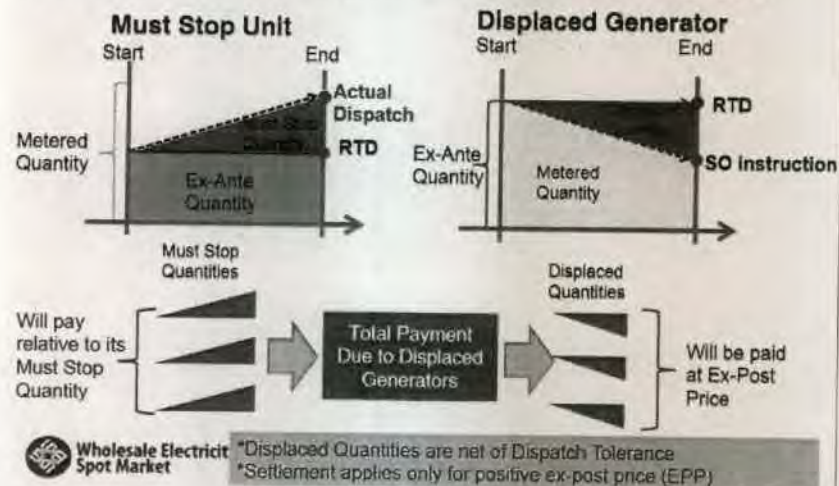 Must Stop Unit
Start
End
Metered
Quantity
Actual
Dispatch
Must Stop
Quantity
RTD
Ex-Ante
Quantity
Displaced Generator
Start
End
Ex-Ante
Quantity
RTD
Metered
Quantity
SO instruction
Must Stop
Quantities
Will pay
relative to its
Must Stop
Quantity
Total Payment
Due to Displaced
Generators
Displaced
Quantities
Will be paid
at Ex-Post
Price
Wholesale Electricit
Spot Market
*Displaced Quantities are net of Dispatch Tolerance
*Settlement applies only for positive ex-post price (EPP)